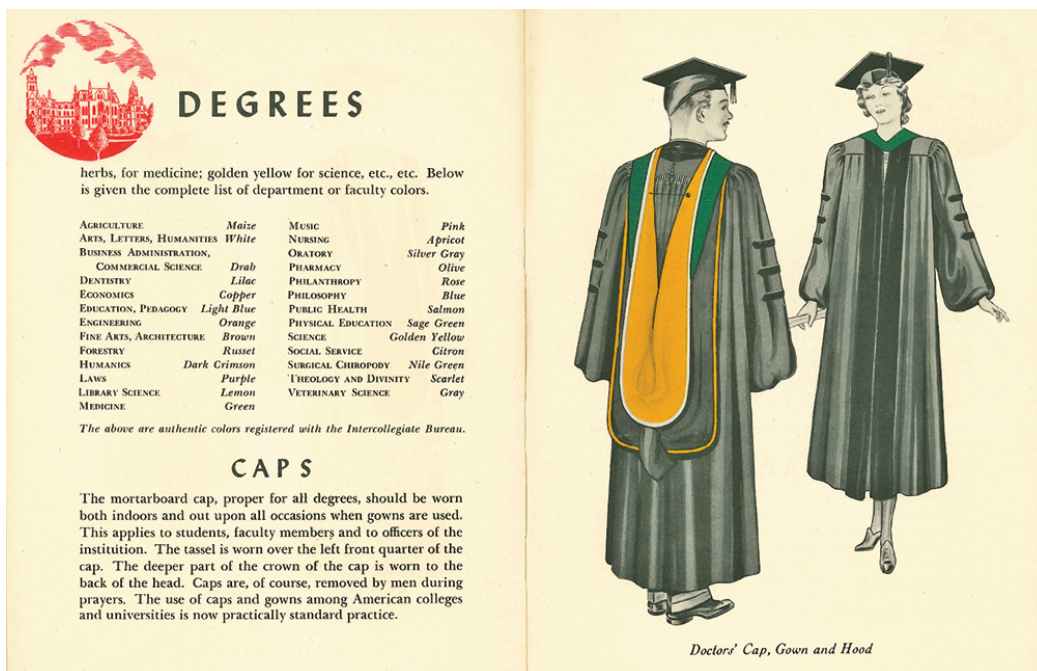 DEGREES
herbs, for medicine; golden yellow for science, etc., etc. Below
is given the complete list of department or faculty colors.
AGRICULTURE Maize
ARTS, LETTERS, HUMANITIES White
BUSINESS ADMINISTRATION,
COMMERCIAL SCIENCE Drab
DENTISTRY Lilac
ECONOMICS Copper
EDUCATION, PEDAGOGY Light Blue
ENGINEERING Orange
FINE ARTS, ARCHITECTURE Brown
FORESTRY Russet
HUMANICS Dark Crimson
LAWS Purple
LIBRARY SCIENCE Lemon
MEDICINE Green
MUSIC Pink
NURSING Apricot
ORATORY Silver Gray
PHARMACY Olive
PHILANTHROPY Rose
PHILOSOPHY Blue
PUBLIC HEALTH Salmon
PHYSICAL EDUCATION Sage Green
SCIENCE Golden Yellow
SOCIAL SERVICE Citron
SURGICAL CHIROPODY Nile Green
THEOLOGY AND DIVINITY Scarlet
VETERINARY SCIENCE Gray
The above are authentic colors registered with the Intercollegiate Bureau.
CAPS
The mortarboard cap, proper for all degrees, should be worn
both indoors and out upon all occasions when gowns are used.
This applies to students, faculty members and to officers of the
institution. The tassel is worn over the left front quarter of the
cap. The deeper part of the crown of the cap is worn to the
back of the head. Caps are, of course, removed by men during
prayers. The use of caps and gowns among American colleges
and universities is now practically standard practice.
Doctors' Cap, Gown and Hood